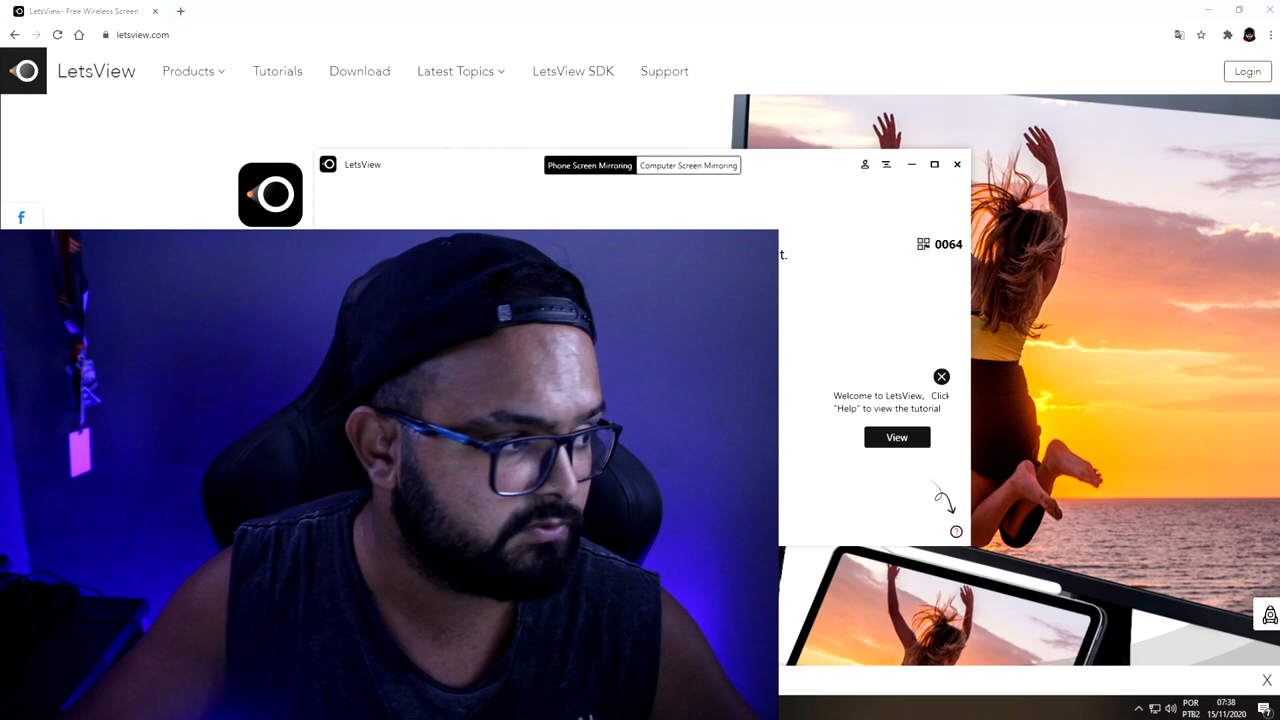 LetsView- Free Wireless Screen
letsview.com
LetsView
Products
Tutorials
Download
Latest Topics
LetsView SDK
Support
Login
LetsView
Phone Screen Mirroring
Computer Screen Mirroring
0064
t.
Welcome to LetsView, Click
"Help" to view the tutorial
View
POR
PTB2
07:38
15/11/2020